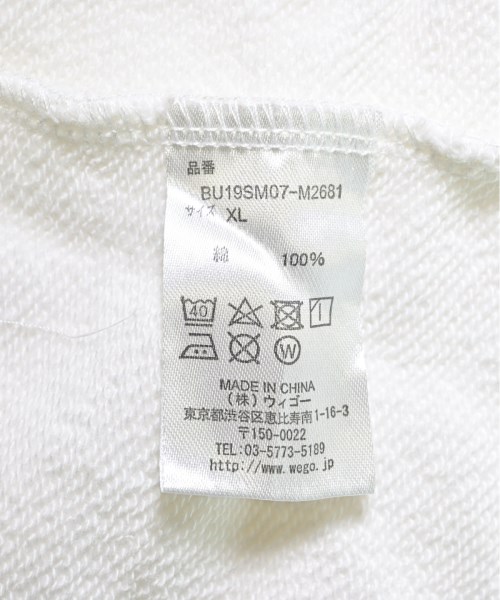 品番
BU19SM07-M2681
サイズ XL
綿 100%
40
W
MADE IN CHINA
(株)ウィゴー
東京都渋谷区恵比寿南1-16-3
〒150-0022
TEL:03-5773-5189
http://www.wego.jp